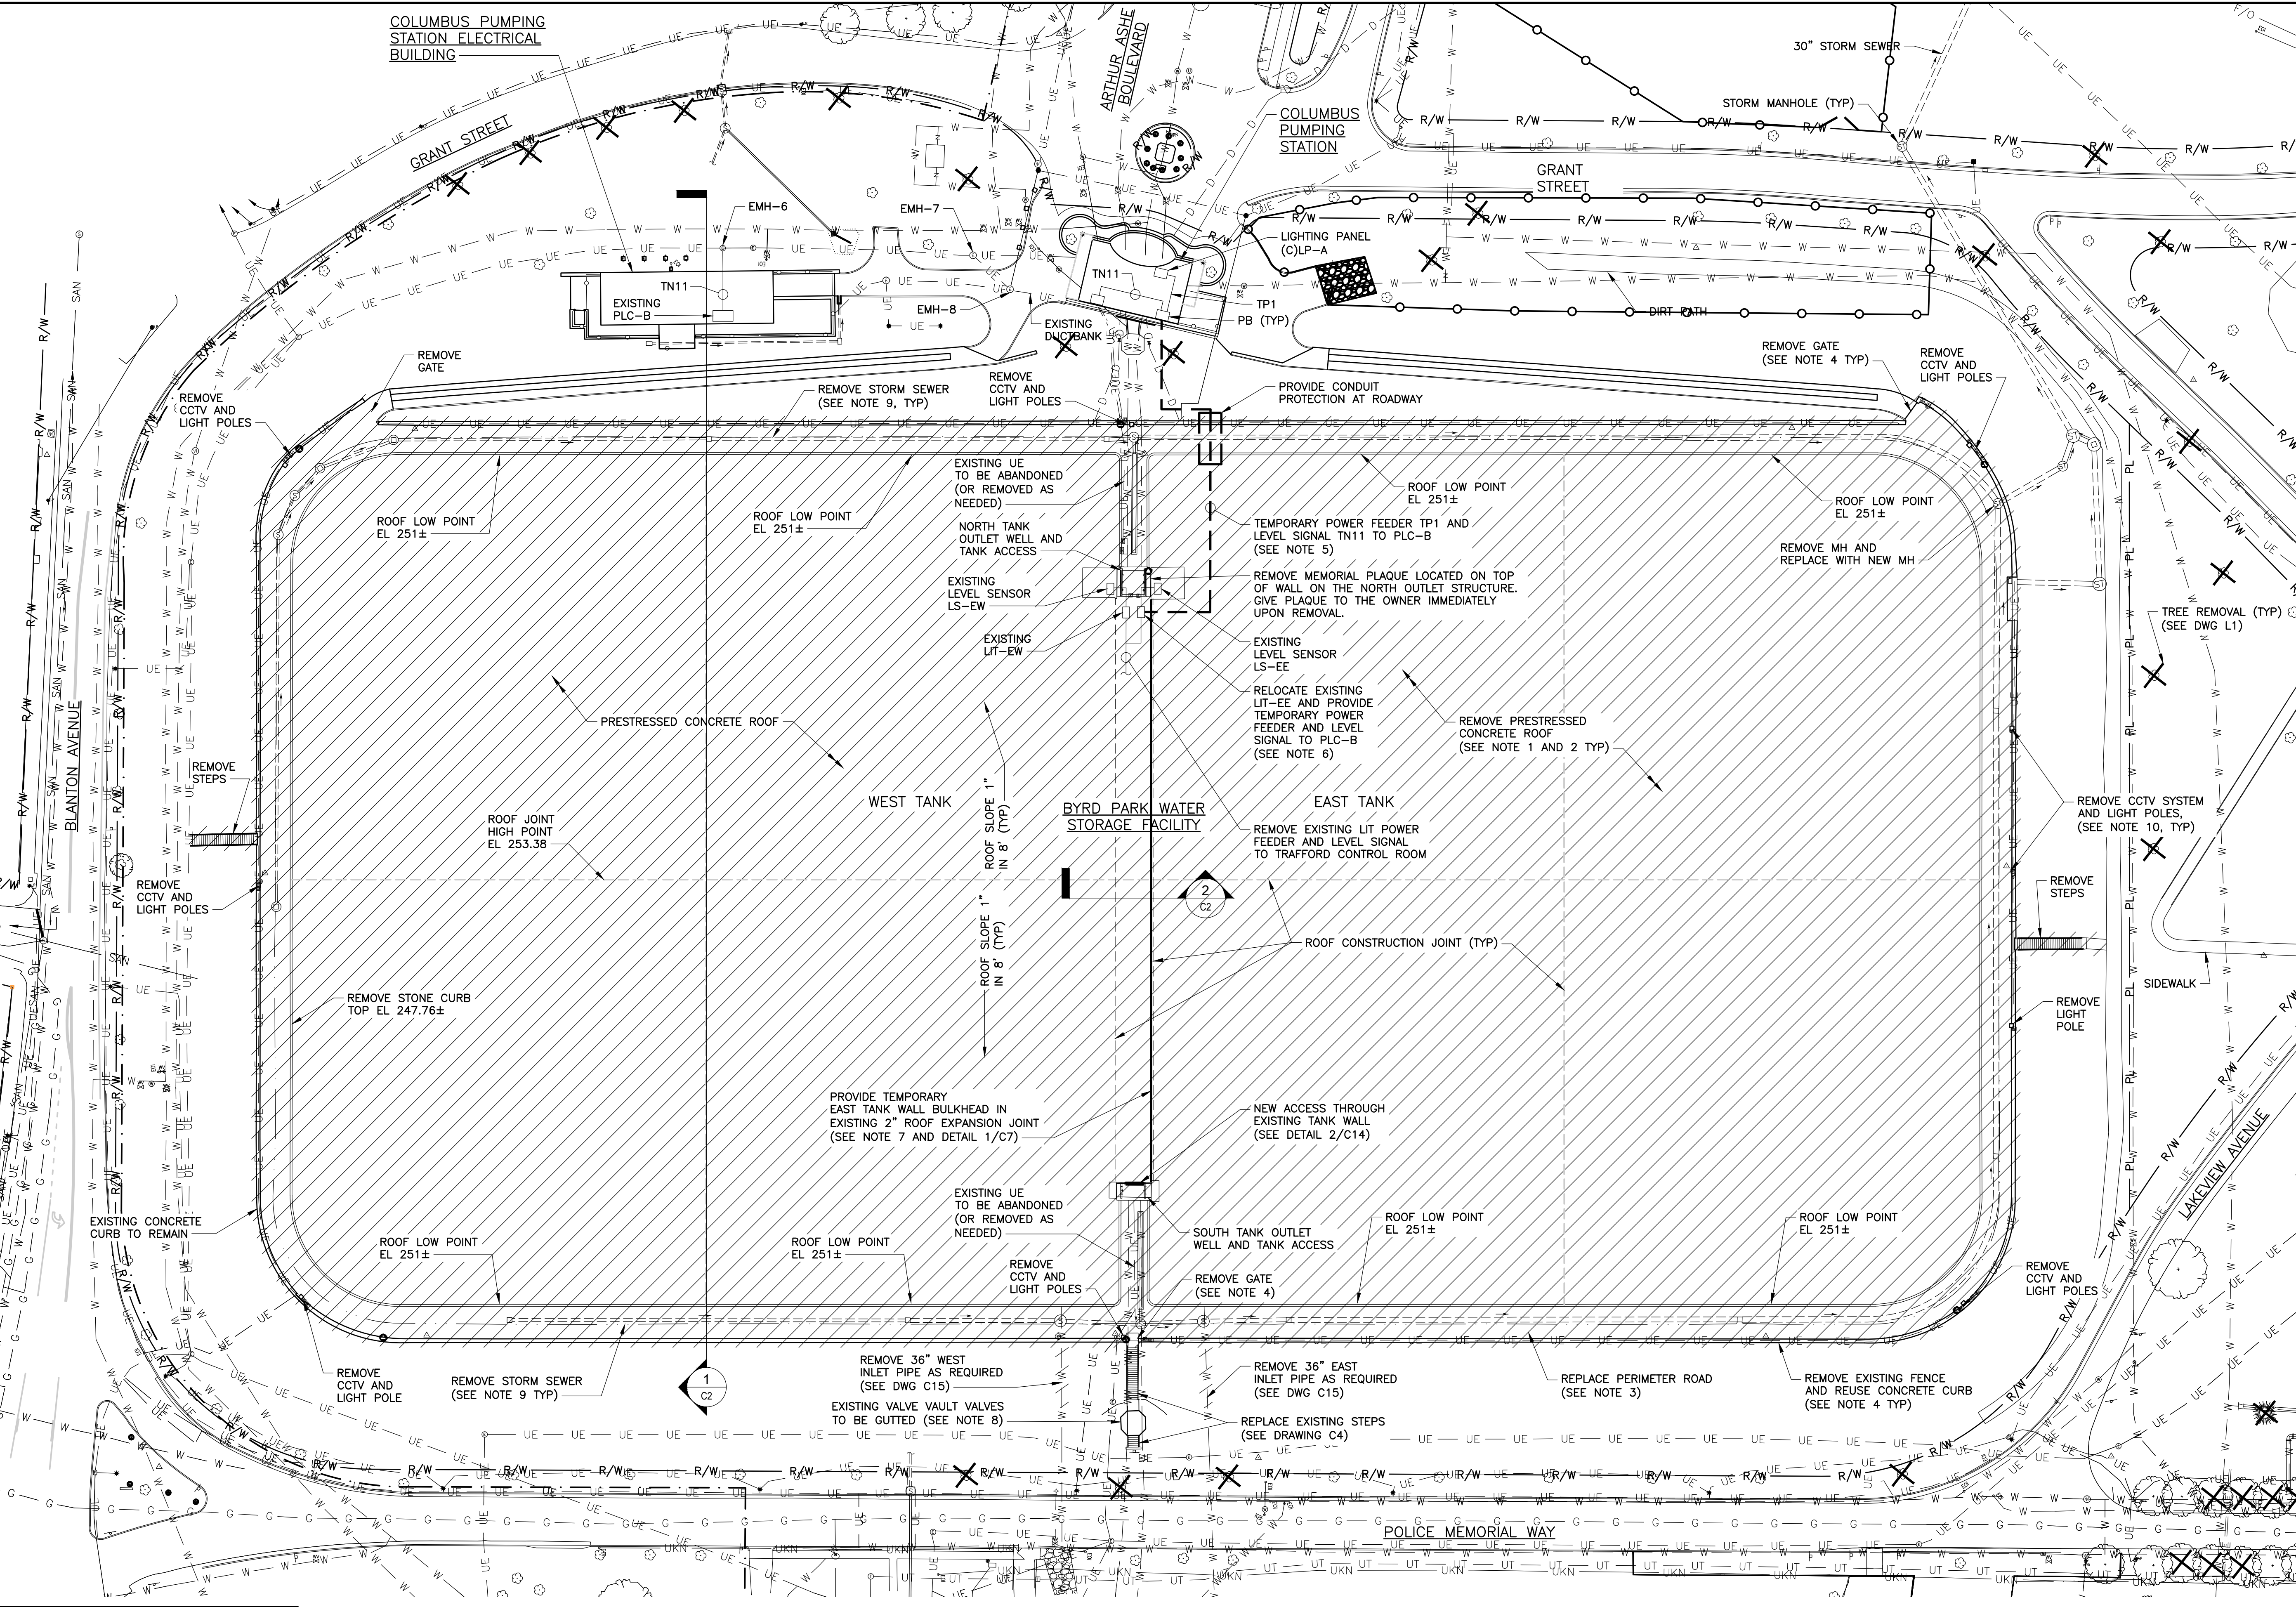 COLUMBUS PUMPING
STATION ELECTRICAL
BUILDING
ARTHUR ASHE
BOULEVARD
30" STORM SEWER
STORM MANHOLE (TYP)
COLUMBUS
PUMPING
STATION
GRANT STREET
GRANT
STREET
EMH-6
EMH-7
LIGHTING PANEL
(C)LP-A
TN11
TN11
EXISTING
PLC-B
EMH-8
TP1
PB (TYP)
EXISTING
DUCTBANK
DIRT PATH
REMOVE
GATE
REMOVE GATE
(SEE NOTE 4 TYP)
REMOVE
CCTV AND
LIGHT POLES
REMOVE
CCTV AND
LIGHT POLES
REMOVE STORM SEWER
(SEE NOTE 9, TYP)
REMOVE
CCTV AND
LIGHT POLES
PROVIDE CONDUIT
PROTECTION AT ROADWAY
EXISTING UE
TO BE ABANDONED
(OR REMOVED AS
NEEDED)
ROOF LOW POINT
EL 251±
ROOF LOW POINT
EL 251±
ROOF LOW POINT
EL 251±
ROOF LOW POINT
EL 251±
NORTH TANK
OUTLET WELL AND
TANK ACCESS
TEMPORARY POWER FEEDER TP1 AND
LEVEL SIGNAL TN11 TO PLC-B
(SEE NOTE 5)
REMOVE MH AND
REPLACE WITH NEW MH
EXISTING
LEVEL SENSOR
LS-EW
REMOVE MEMORIAL PLAQUE LOCATED ON TOP
OF WALL ON THE NORTH OUTLET STRUCTURE.
GIVE PLAQUE TO THE OWNER IMMEDIATELY
UPON REMOVAL.
TREE REMOVAL (TYP)
(SEE DWG L1)
EXISTING
LIT-EW
EXISTING
LEVEL SENSOR
LS-EE
RELOCATE EXISTING
LIT-EE AND PROVIDE
TEMPORARY POWER
FEEDER AND LEVEL
SIGNAL TO PLC-B
(SEE NOTE 6)
PRESTRESSED CONCRETE ROOF
REMOVE PRESTRESSED
CONCRETE ROOF
(SEE NOTE 1 AND 2 TYP)
BLANTON AVENUE
REMOVE
STEPS
WEST TANK
BYRD PARK WATER
STORAGE FACILITY
EAST TANK
REMOVE CCTV SYSTEM
AND LIGHT POLES,
(SEE NOTE 10, TYP)
ROOF JOINT
HIGH POINT
EL 253.38
ROOF SLOPE 1"
IN 8' (TYP)
REMOVE EXISTING LIT POWER
FEEDER AND LEVEL SIGNAL
TO TRAFFORD CONTROL ROOM
REMOVE
CCTV AND
LIGHT POLES
2
C2
REMOVE
STEPS
ROOF SLOPE 1"
IN 8' (TYP)
ROOF CONSTRUCTION JOINT (TYP)
SIDEWALK
REMOVE STONE CURB
TOP EL 247.76±
REMOVE
LIGHT
POLE
PROVIDE TEMPORARY
EAST TANK WALL BULKHEAD IN
EXISTING 2" ROOF EXPANSION JOINT
(SEE NOTE 7 AND DETAIL 1/C7)
NEW ACCESS THROUGH
EXISTING TANK WALL
(SEE DETAIL 2/C14)
LAKEVIEW AVENUE
EXISTING CONCRETE
CURB TO REMAIN
EXISTING UE
TO BE ABANDONED
(OR REMOVED AS
NEEDED)
SOUTH TANK OUTLET
WELL AND TANK ACCESS
ROOF LOW POINT
EL 251±
ROOF LOW POINT
EL 251±
ROOF LOW POINT
EL 251±
ROOF LOW POINT
EL 251±
REMOVE
CCTV AND
LIGHT POLES
REMOVE GATE
(SEE NOTE 4)
REMOVE
CCTV AND
LIGHT POLES
REMOVE
CCTV AND
LIGHT POLE
REMOVE STORM SEWER
(SEE NOTE 9 TYP)
1
C2
REMOVE 36" WEST
INLET PIPE AS REQUIRED
(SEE DWG C15)
REMOVE 36" EAST
INLET PIPE AS REQUIRED
(SEE DWG C15)
REPLACE PERIMETER ROAD
(SEE NOTE 3)
REMOVE EXISTING FENCE
AND REUSE CONCRETE CURB
(SEE NOTE 4 TYP)
EXISTING VALVE VAULT VALVES
TO BE GUTTED (SEE NOTE 8)
REPLACE EXISTING STEPS
(SEE DRAWING C4)
POLICE MEMORIAL WAY